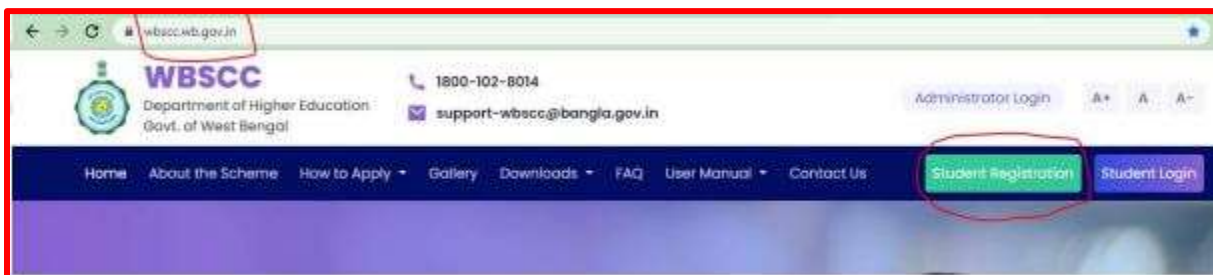 wbscc.wb.gov.in
WBSCC
Department of Higher Education
Govt. of West Bengal
1800-102-8014
support-wbscc@bangla.gov.in
Administrator Login A+ A A-
Home About the Scheme How to Apply Gallery Downloads FAQ User Manual Contact Us Student Registration Student Login